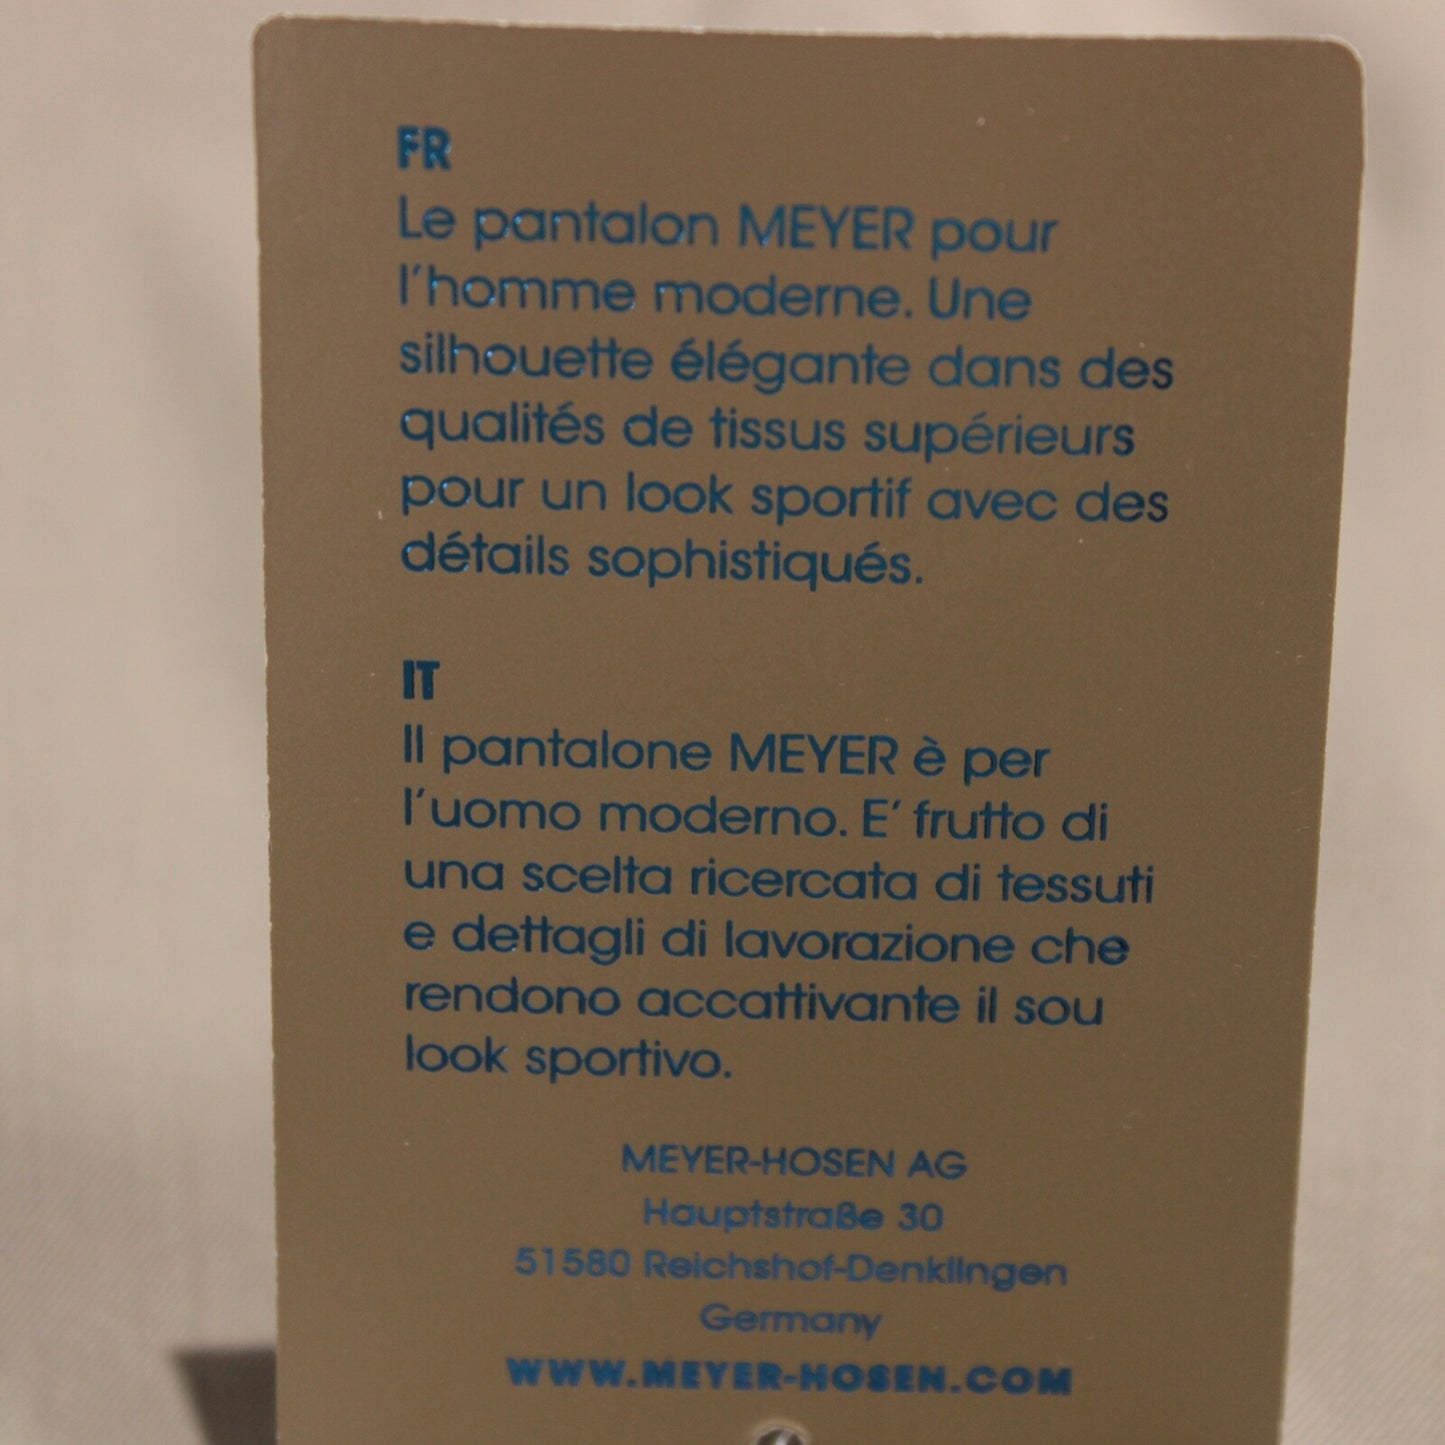 FR
Le pantalon MEYER pour
l'homme moderne. Une
silhouette élégante dans des
qualités de tissus supérieurs
pour un look sportif avec des
détails sophistiqués.
IT
Il pantalone MEYER è per
l'uomo moderno. E' frutto di
una scelta ricercata di tessuti
e dettagli di lavorazione che
rendono accattivante il sou
look sportivo.
MEYER-HOSEN AG
Hauptstraße 30
51580 Reichshof-Denklingen
Germany
WWW.MEYER-HOSEN.COM